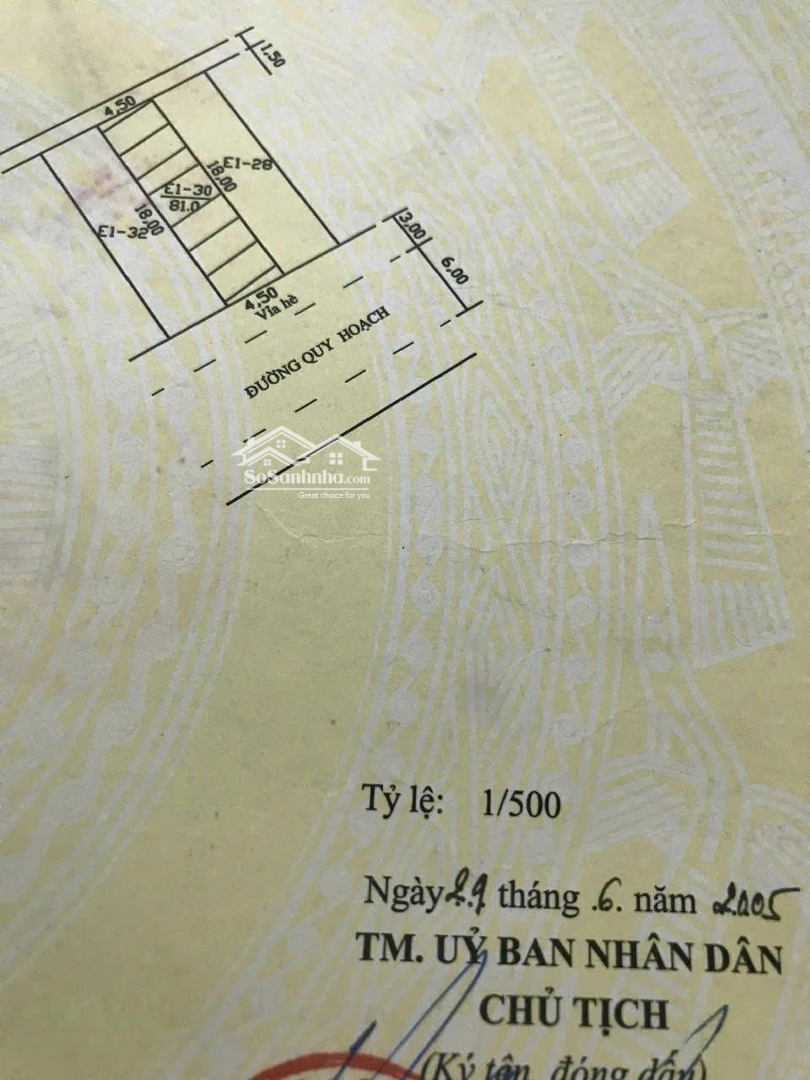 1,50
4,50
E1-28
18,00
E1-30
81.0
18,00
E1-32
3,00
6,00
4,50
Vỉa hè
ĐƯỜNG QUY HOẠCH
SoSanhnha.com
Great choice for you
Tỷ lệ: 1/500
Ngày 29 tháng .6. năm 2005
TM. UỶ BAN NHÂN DÂN
CHỦ TỊCH
(Ký tên, đóng dấu)